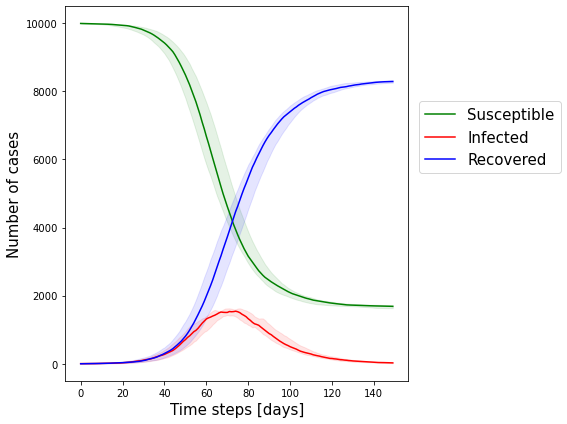 10000
8000
6000
4000
2000
0
Number of cases
0 20 40 60 80 100 120 140
Time steps [days]
Susceptible
Infected
Recovered